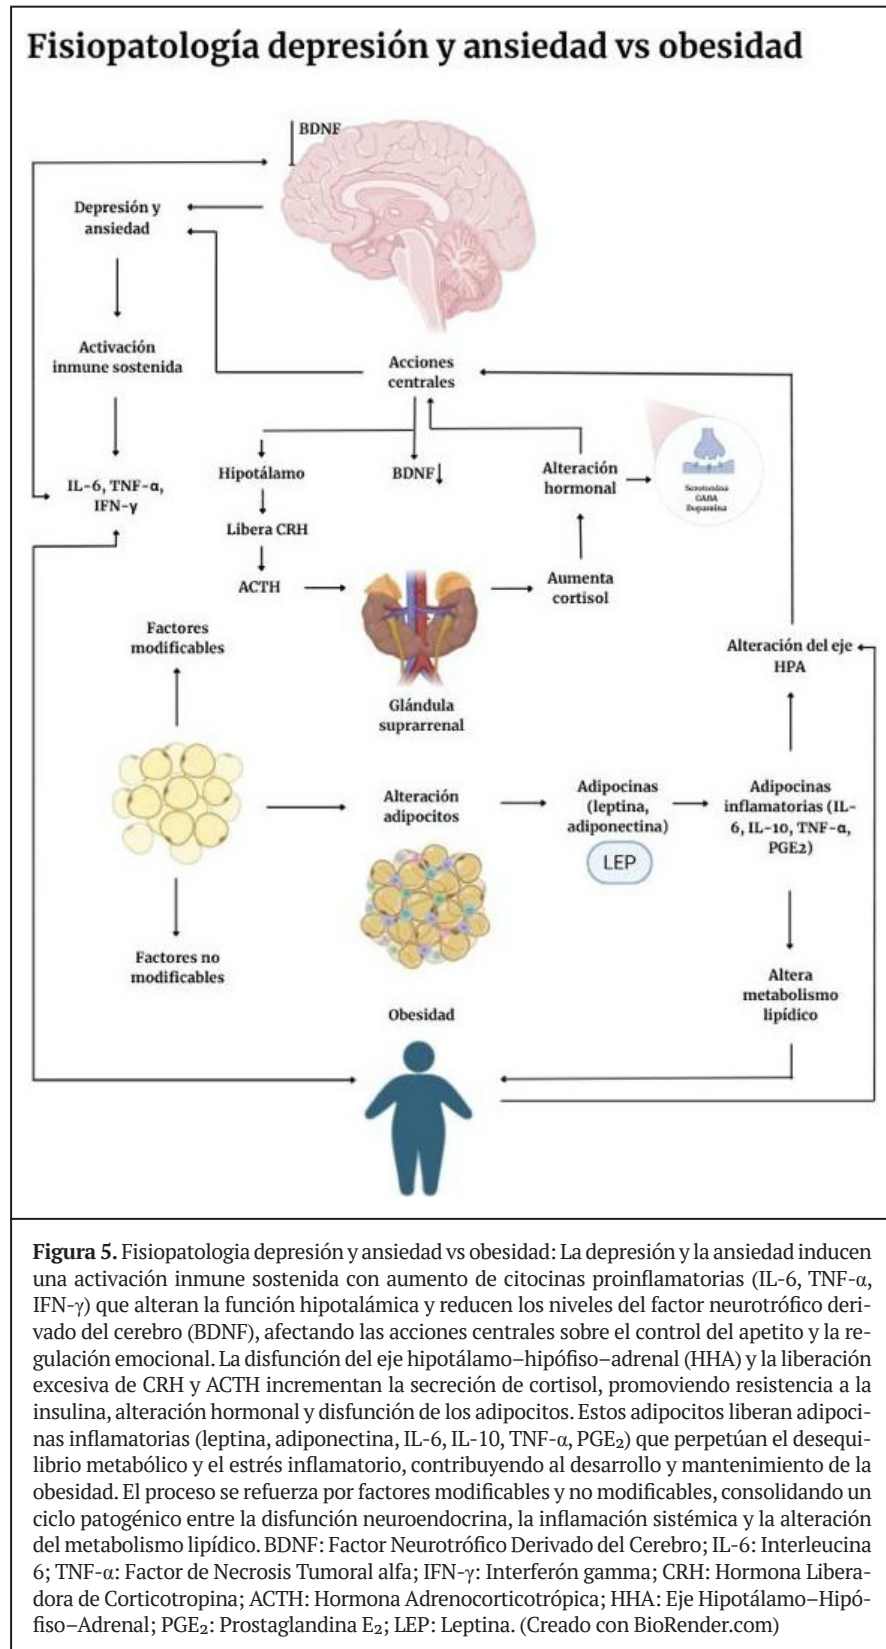 Fisiopatología depresión y ansiedad vs obesidad
BDNF
Depresión y
ansiedad
Activación
inmune sostenida
Acciones
centrales
IL-6, TNF-α,
IFN-γ
Hipotálamo
BDNF
Alteración
hormonal
Serotonina
GABA
Dopamina
Libera CRH
ACTH
Aumenta
cortisol
Factores
modificables
Alteración del eje
HPA
Glándula
suprarrenal
Alteración
adipocitos
Adipocinas
(leptina,
adiponectina)
LEP
Adipocinas
inflamatorias (IL-
6, IL-10, TNF-α,
PGE2)
Factores no
modificables
Altera
metabolismo
lipídico
Obesidad
Figura 5. Fisiopatologia depresión y ansiedad vs obesidad: La depresión y la ansiedad inducen
una activación inmune sostenida con aumento de citocinas proinflamatorias (IL-6, TNF-α,
IFN-γ) que alteran la función hipotalámica y reducen los niveles del factor neurotrófico deri-
vado del cerebro (BDNF), afectando las acciones centrales sobre el control del apetito y la re-
gulación emocional. La disfunción del eje hipotálamo–hipófiso–adrenal (HHA) y la liberación
excesiva de CRH y ACTH incrementan la secreción de cortisol, promoviendo resistencia a la
insulina, alteración hormonal y disfunción de los adipocitos. Estos adipocitos liberan adipoci-
nas inflamatorias (leptina, adiponectina, IL-6, IL-10, TNF-α, PGE₂) que perpetúan el desequi-
librio metabólico y el estrés inflamatorio, contribuyendo al desarrollo y mantenimiento de la
obesidad. El proceso se refuerza por factores modificables y no modificables, consolidando un
ciclo patogénico entre la disfunción neuroendocrina, la inflamación sistémica y la alteración
del metabolismo lipídico. BDNF: Factor Neurotrófico Derivado del Cerebro; IL-6: Interleucina
6; TNF-α: Factor de Necrosis Tumoral alfa; IFN-γ: Interferón gamma; CRH: Hormona Libera-
dora de Corticotropina; ACTH: Hormona Adrenocorticotrópica; HHA: Eje Hipotálamo–Hipó-
fiso–Adrenal; PGE₂: Prostaglandina E₂; LEP: Leptina. (Creado con BioRender.com)